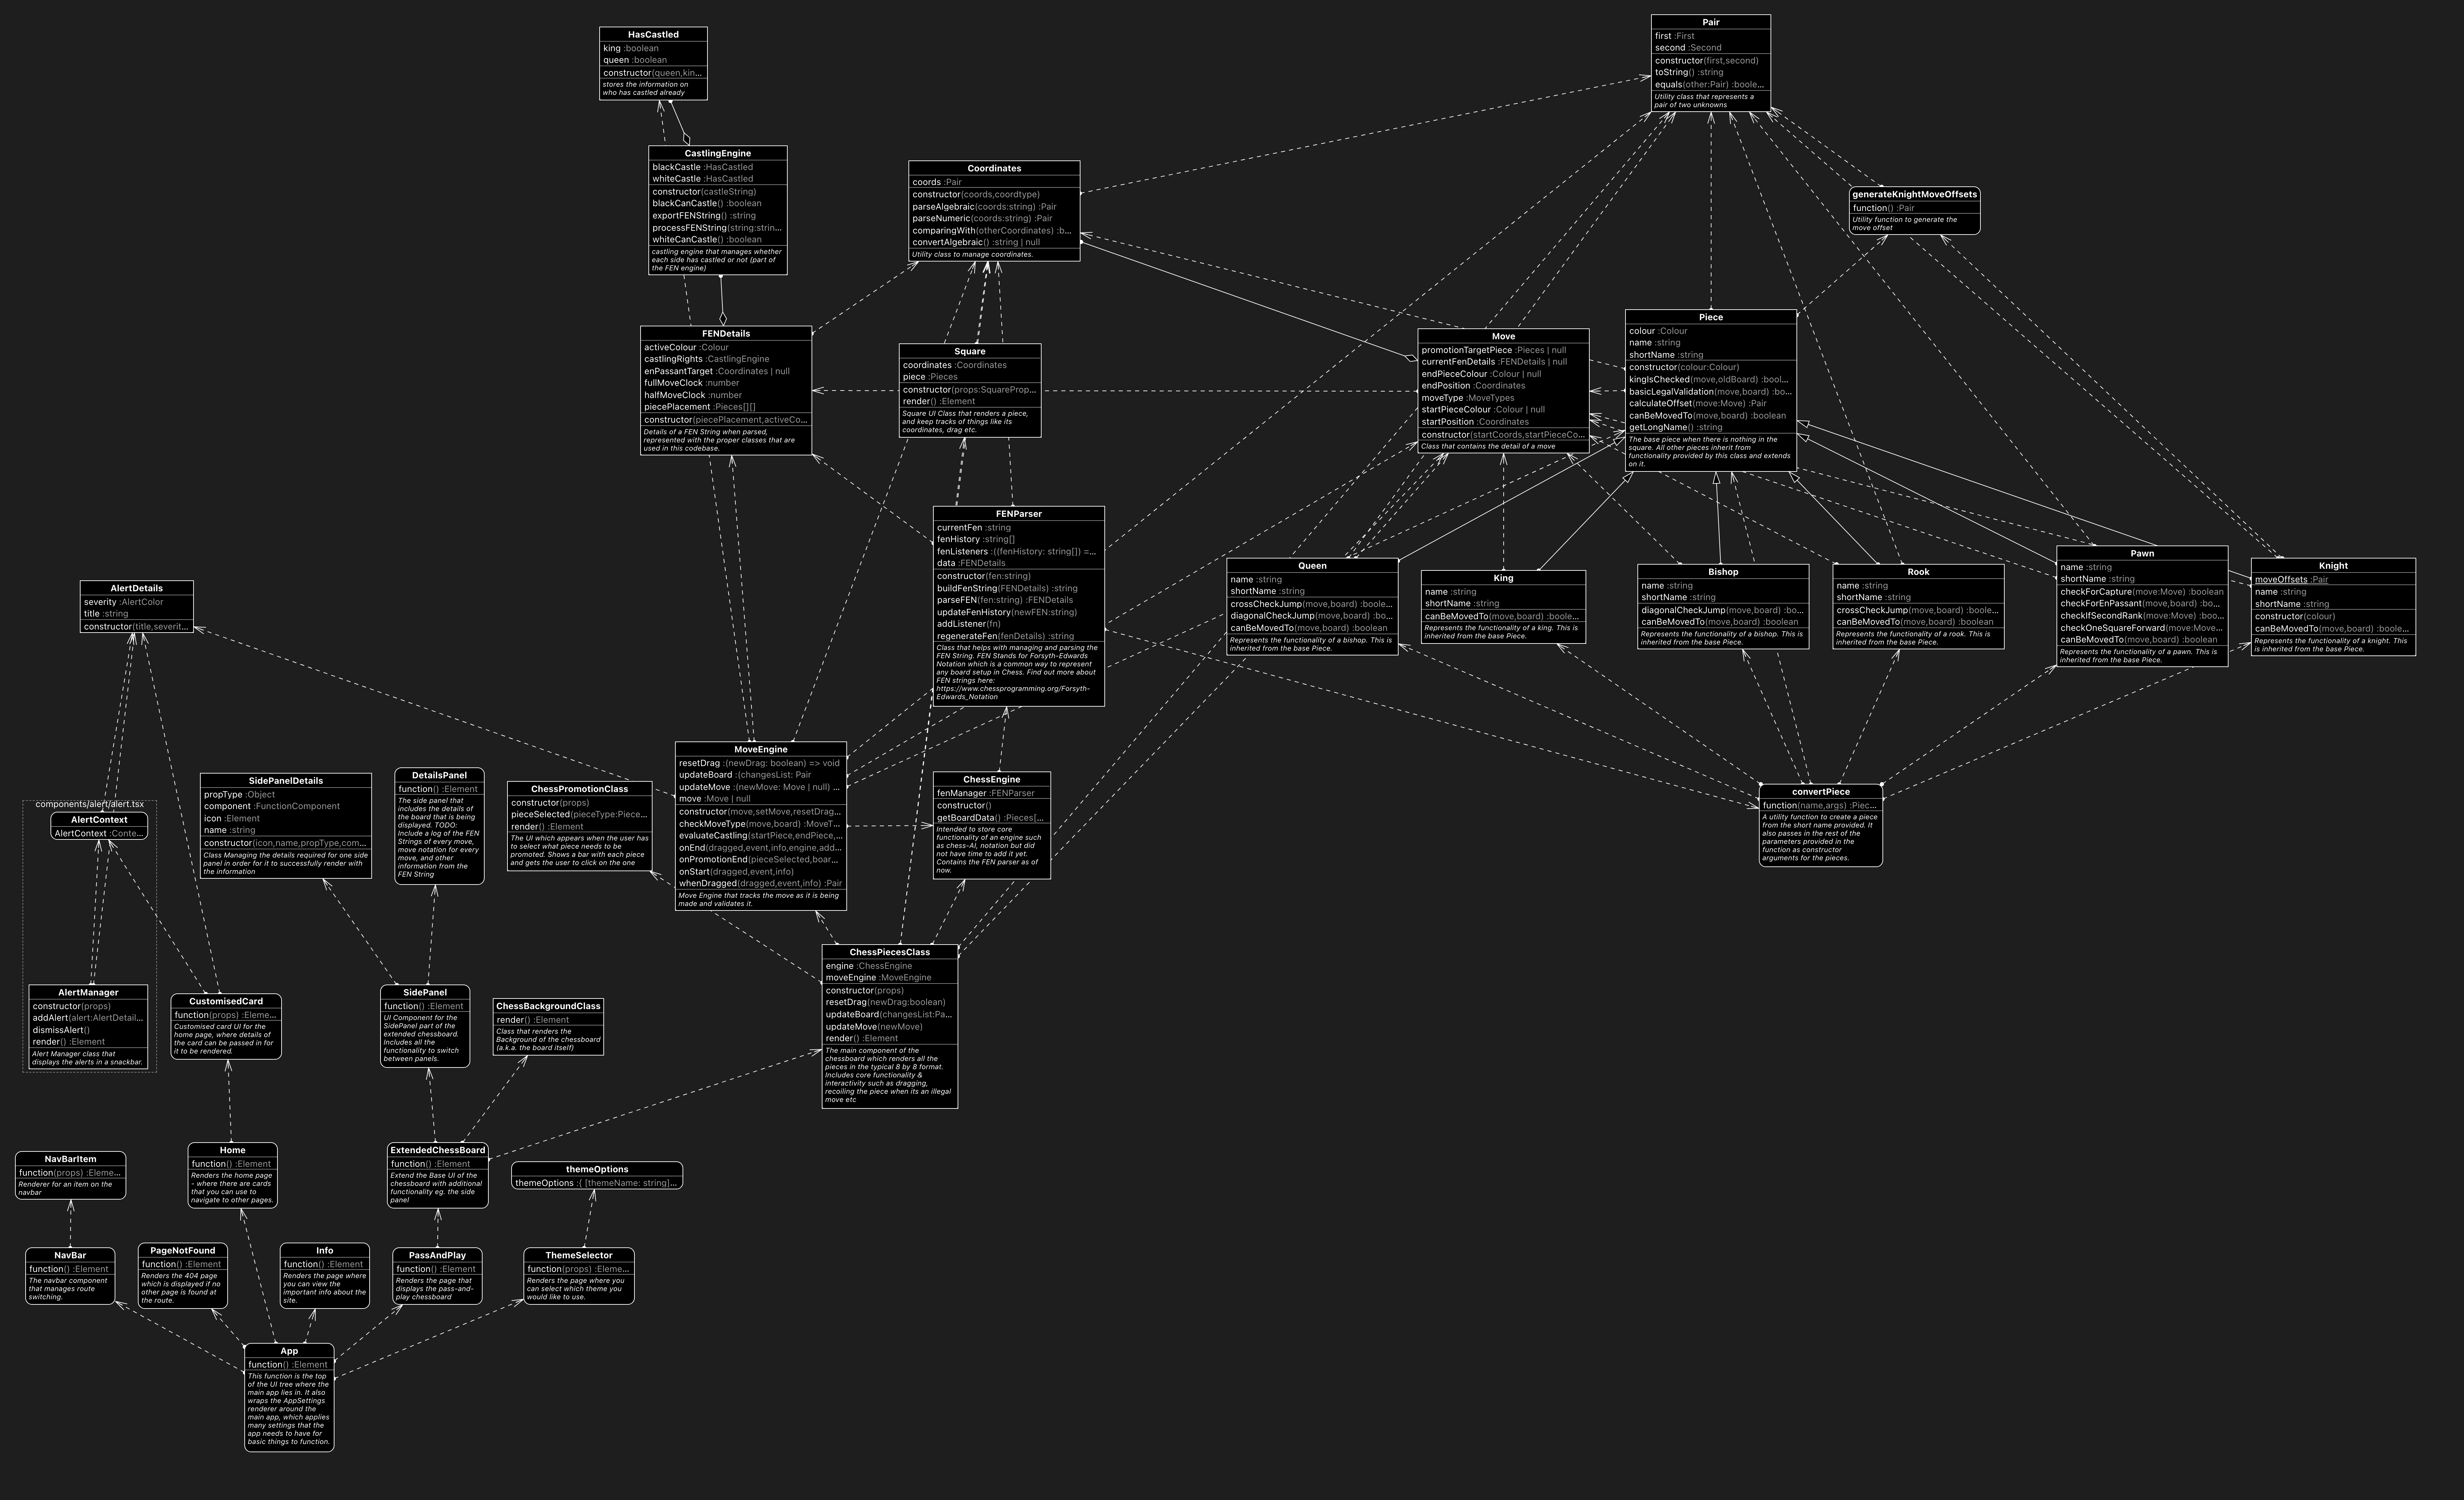 HasCastled
king :boolean
queen :boolean
constructor(queen,kin...
stores the information on
who has castled already
Pair
first :First
second :Second
constructor(first,second)
toString() :string
equals(other:Pair) :boole...
Utility class that represents a
pair of two unknowns
CastlingEngine
blackCastle :HasCastled
whiteCastle :HasCastled
constructor(castleString)
blackCanCastle() :boolean
exportFENString() :string
processFENString(string:strin...
whiteCanCastle() :boolean
castling engine that manages whether
each side has castled or not (part of
the FEN engine)
Coordinates
coords :Pair
constructor(coords,coordtype)
parseAlgebraic(coords:string) :Pair
parseNumeric(coords:string) :Pair
comparingWith(otherCoordinates) :b...
convertAlgebraic() :string | null
Utility class to manage coordinates.
generateKnightMoveOffsets
function() :Pair
Utility function to generate the
move offset
FENDetails
activeColour :Colour
castlingRights :CastlingEngine
enPassantTarget :Coordinates | null
fullMoveClock :number
halfMoveClock :number
piecePlacement :Pieces[][]
constructor(piecePlacement,activeCo...
Details of a FEN String when parsed,
represented with the proper classes that are
used in this codebase.
Square
coordinates :Coordinates
piece :Pieces
constructor(props:SquareProp...
render() :Element
Square UI Class that renders a piece,
and keep tracks of things like its
coordinates, drag etc.
Move
promotionTargetPiece :Pieces | null
currentFenDetails :FENDetails | null
endPieceColour :Colour | null
endPosition :Coordinates
moveType :MoveTypes
startPieceColour :Colour | null
startPosition :Coordinates
constructor(startCoords,startPieceCo...
Class that contains the detail of a move
Piece
colour :Colour
name :string
shortName :string
constructor(colour:Colour)
kingIsChecked(move,oldBoard) :bool...
basicLegalValidation(move,board) :bo...
calculateOffset(move:Move) :Pair
canBeMovedTo(move,board) :boolean
getLongName() :string
The base piece when there is nothing in the
square. All other pieces inherit from
functionality provided by this class and extends
on it.
FENParser
currentFen :string
fenHistory :string[]
fenListeners :((fenHistory: string[]) =...
data :FENDetails
constructor(fen:string)
buildFenString(FENDetails) :string
parseFEN(fen:string) :FENDetails
updateFenHistory(newFEN:string)
addListener(fn)
regenerateFen(fenDetails) :string
Class that helps with managing and parsing the
FEN String. FEN Stands for Forsyth-Edwards
Notation which is a common way to represent
any board setup in Chess. Find out more about
FEN strings here:
https://www.chessprogramming.org/Forsyth-
Edwards_Notation
Queen
name :string
shortName :string
crossCheckJump(move,board) :boole...
diagonalCheckJump(move,board) :bo...
canBeMovedTo(move,board) :boolean
Represents the functionality of a bishop. This is
inherited from the base Piece.
King
name :string
shortName :string
canBeMovedTo(move,board) :boolean
Represents the functionality of a king. This is
inherited from the base Piece.
Bishop
name :string
shortName :string
diagonalCheckJump(move,board) :bo...
canBeMovedTo(move,board) :boolean
Represents the functionality of a bishop. This is
inherited from the base Piece.
Rook
name :string
shortName :string
crossCheckJump(move,board) :boole...
canBeMovedTo(move,board) :boolean
Represents the functionality of a rook. This is
inherited from the base Piece.
Pawn
name :string
shortName :string
checkForCapture(move:Move) :boolean
checkForEnPassant(move,board) :bo...
checkIfSecondRank(move:Move) :boo...
checkOneSquareForward(move:Move...
canBeMovedTo(move,board) :boolean
Represents the functionality of a pawn. This is
inherited from the base Piece.
Knight
moveOffsets :Pair
name :string
shortName :string
constructor(colour)
canBeMovedTo(move,board) :boole...
Represents the functionality of a knight. This
is inherited from the base Piece.
AlertDetails
severity :AlertColor
title :string
constructor(title,severit...
MoveEngine
resetDrag :(newDrag: boolean) => void
updateBoard :(changesList: Pair
updateMove :(newMove: Move | null) ...
move :Move | null
constructor(move,setMove,resetDrag...
checkMoveType(move,board) :MoveT...
evaluateCastling(startPiece,endPiece,...
onEnd(dragged,event,info,engine,add...
onPromotionEnd(pieceSelected,boar...
onStart(dragged,event,info)
whenDragged(dragged,event,info) :Pair
Move Engine that tracks the move as it is being
made and validates it.
ChessEngine
fenManager :FENParser
constructor()
getBoardData() :Pieces[...
Intended to store core
functionality of an engine such
as chess-AI, notation but did
not have time to add it yet.
Contains the FEN parser as of
now.
convertPiece
function(name,args) :Piec...
A utility function to create a piece
from the short name provided. It
also passes in the rest of the
parameters provided in the
function as constructor
arguments for the pieces.
SidePanelDetails
propType :Object
component :FunctionComponent
icon :Element
name :string
constructor(icon,name,propType,com...
Class Managing the details required for one side
panel in order for it to successfully render with
the information
DetailsPanel
function() :Element
The side panel that
includes the details of
the board that is being
displayed. TODO:
Include a log of the FEN
Strings of every move,
move notation for every
move, and other
information from the
FEN String
ChessPromotionClass
constructor(props)
pieceSelected(pieceType:Piece...
render() :Element
The UI which appears when the user has
to select what piece needs to be
promoted. Shows a bar with each piece
and gets the user to click on the one
components/alert/alert.tsx
AlertContext
AlertContext :Conte...
AlertManager
constructor(props)
addAlert(alert:AlertDetail...
dismissAlert()
render() :Element
Alert Manager class that
displays the alerts in a snackbar.
CustomisedCard
function(props) :Eleme...
Customised card UI for the
home page, where details of
the card can be passed in for
it to be rendered.
SidePanel
function() :Element
UI Component for the
SidePanel part of the
extended chessboard.
Includes all the
functionality to switch
between panels.
ChessBackgroundClass
render() :Element
Class that renders the
Background of the chessboard
(a.k.a. the board itself)
ChessPiecesClass
engine :ChessEngine
moveEngine :MoveEngine
constructor(props)
resetDrag(newDrag:boolean)
updateBoard(changesList:Pa...
updateMove(newMove)
render() :Element
The main component of the
chessboard which renders all the
pieces in the typical 8 by 8 format.
Includes core functionality &
interactivity such as dragging,
recoiling the piece when its an illegal
move etc
NavBarItem
function(props) :Eleme...
Renderer for an item on the
navbar
Home
function() :Element
Renders the home page
- where there are cards
that you can use to
navigate to other pages.
ExtendedChessBoard
function() :Element
Extend the Base UI of the
chessboard with additional
functionality eg. the side
panel
themeOptions
themeOptions :{ [themeName: string]...
NavBar
function() :Element
The navbar component
that manages route
switching.
PageNotFound
function() :Element
Renders the 404 page
which is displayed if no
other page is found at
the route.
Info
function() :Element
Renders the page where
you can view the
important info about the
site.
PassAndPlay
function() :Element
Renders the page that
displays the pass-and-
play chessboard
ThemeSelector
function(props) :Eleme...
Renders the page where you
can select which theme you
would like to use.
App
function() :Element
This function is the top
of the UI tree where the
main app lies in. It also
wraps the AppSettings
renderer around the
main app, which applies
many settings that the
app needs to have for
basic things to function.